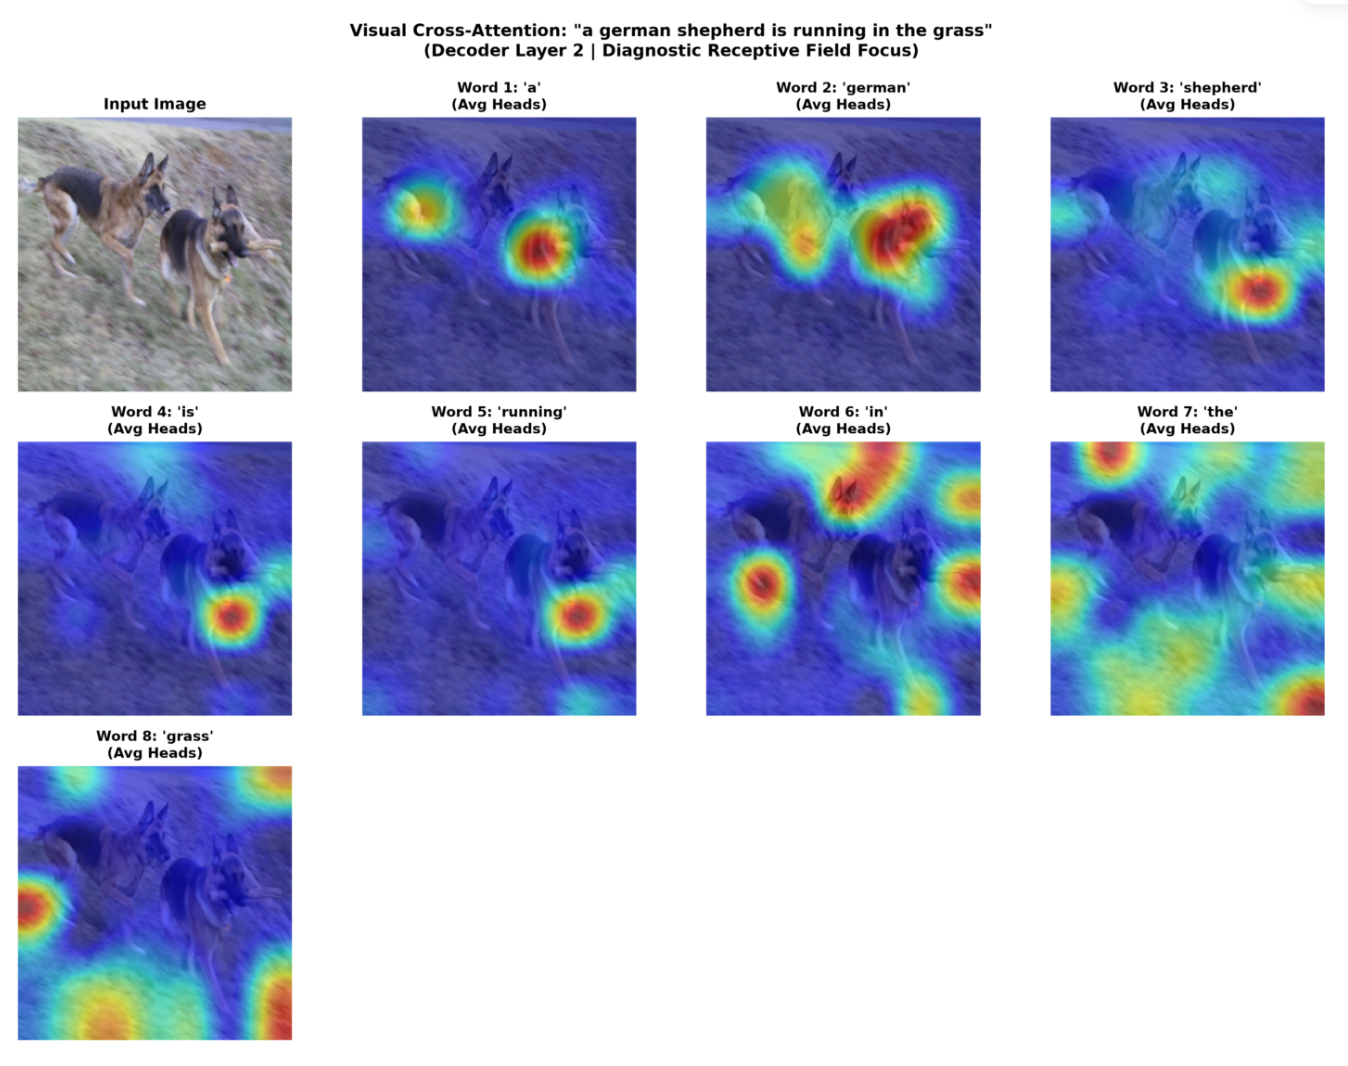 Visual Cross-Attention: "a german shepherd is running in the grass"
(Decoder Layer 2 | Diagnostic Receptive Field Focus)
Input Image
Word 1: 'a'
(Avg Heads)
Word 2: 'german'
(Avg Heads)
Word 3: 'shepherd'
(Avg Heads)
Word 4: 'is'
(Avg Heads)
Word 5: 'running'
(Avg Heads)
Word 6: 'in'
(Avg Heads)
Word 7: 'the'
(Avg Heads)
Word 8: 'grass'
(Avg Heads)